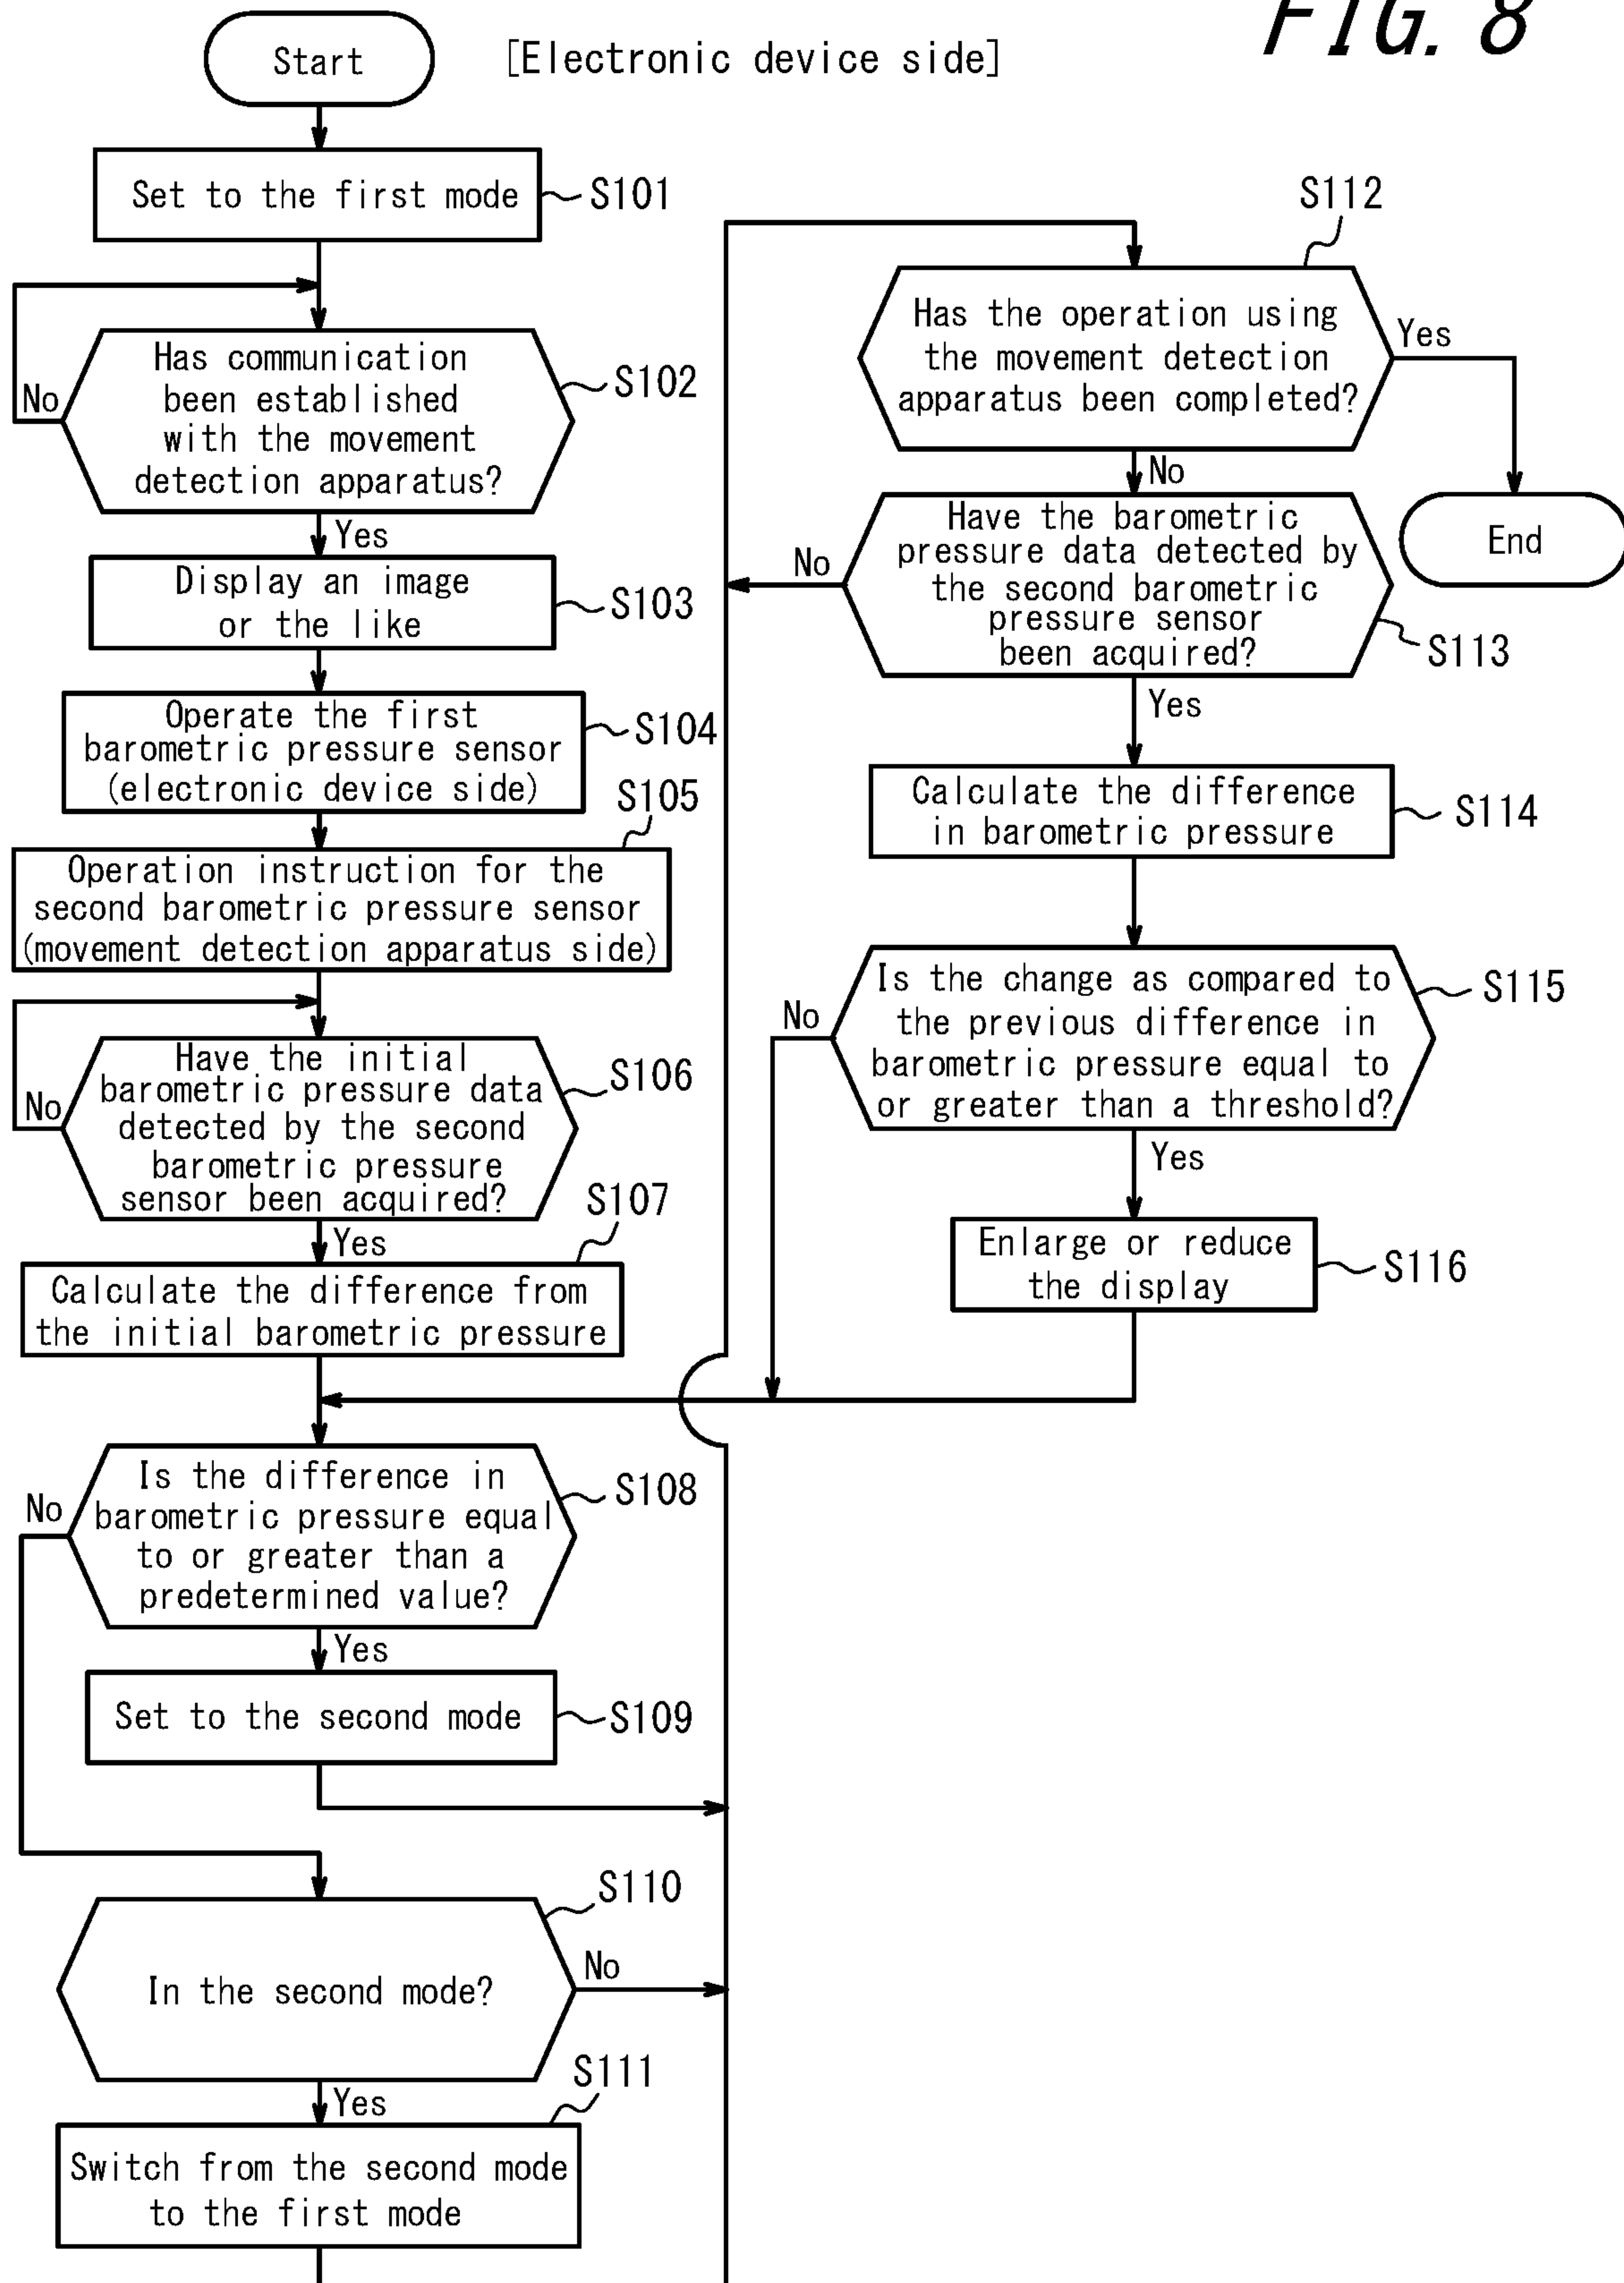 FIG. 8
Start
[Electronic device side]
Set to the first mode
S101
Has communication
been established
with the movement
detection apparatus?
S102
No
Yes
Display an image
or the like
S103
Operate the first
barometric pressure sensor
(electronic device side)
S104
S105
Operation instruction for the
second barometric pressure sensor
(movement detection apparatus side)
Have the initial
barometric pressure data
detected by the second
barometric pressure
sensor been acquired?
S106
No
Yes
S107
Calculate the difference from
the initial barometric pressure
Is the difference in
barometric pressure equal
to or greater than a
predetermined value?
S108
No
Yes
Set to the second mode
S109
S110
In the second mode?
No
Yes
S111
Switch from the second mode
to the first mode
S112
Has the operation using
the movement detection
apparatus been completed?
Yes
No
End
Have the barometric
pressure data detected by
the second barometric
pressure sensor
been acquired?
No
S113
Yes
Calculate the difference
in barometric pressure
S114
Is the change as compared to
the previous difference in
barometric pressure equal to
or greater than a threshold?
S115
No
Yes
Enlarge or reduce
the display
S116